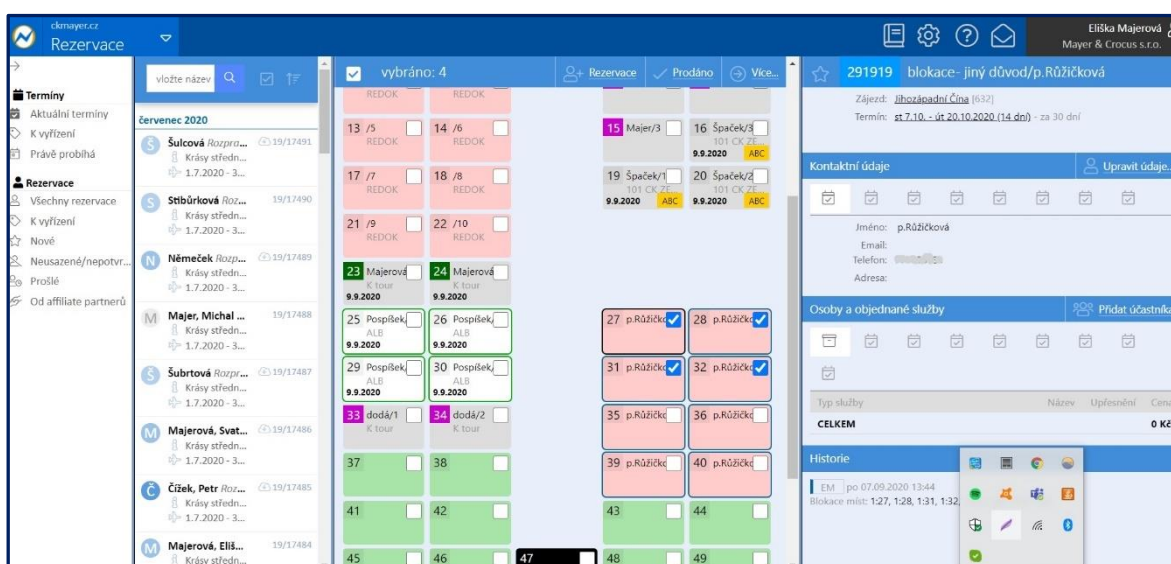 ckmayer.cz
Rezervace
Eliška Majerová
Mayer & Crocus s.r.o.
Termíny
Aktuální termíny
K vyřízení
Právě probíhá
Rezervace
Všechny rezervace
K vyřízení
Nové
Neusazené/nepotvr...
Prošlé
Od affiliate partnerů
vložte název
červenec 2020
Š Šulcová Rozpra... 19/17491
Krásy středn...
1.7.2020 - 3...
S Stibůrková Roz... 19/17490
Krásy středn...
1.7.2020 - 3...
N Němeček Rozp... 19/17489
Krásy středn...
1.7.2020 - 3...
M Majer, Michal ... 19/17488
Krásy středn...
1.7.2020 - 3...
Š Šubrtová Rozpr... 19/17487
Krásy středn...
1.7.2020 - 3...
M Majerová, Svat... 19/17486
Krásy středn...
1.7.2020 - 3...
Č Čížek, Petr Roz... 19/17485
Krásy středn...
1.7.2020 - 3...
M Majerová, Eliš... 19/17484
Krásy středn...
vybráno: 4 Rezervace Prodáno Více...
REDOK REDOK
13 /5 14 /6 15 Majer/3 16 Špaček/3
REDOK REDOK 101 CK ZE...
9.9.2020 ABC
17 /7 18 /8 19 Špaček/1 20 Špaček/2
REDOK REDOK 101 CK ZE... 101 CK ZE...
9.9.2020 ABC 9.9.2020 ABC
21 /9 22 /10
REDOK REDOK
23 Majerová 24 Majerová
K tour K tour
9.9.2020 9.9.2020
25 Pospíšek, 26 Pospíšek, 27 p.Růžičko 28 p.Růžičko
ALB ALB
9.9.2020 9.9.2020
29 Pospíšek, 30 Pospíšek, 31 p.Růžičko 32 p.Růžičko
ALB ALB
9.9.2020 9.9.2020
33 dodá/1 34 dodá/2 35 p.Růžičko 36 p.Růžičko
K tour K tour
37 38 39 p.Růžičko 40 p.Růžičko
41 42 43 44
45 46 47 48 49
291919 blokace- jiný důvod/p.Růžičková
Zájezd: Jihozápadní Čína [632]
Termín: st 7.10. - út 20.10.2020 (14 dní) - za 30 dní
Kontaktní údaje Upravit údaje..
Jméno: p.Růžičková
Email:
Telefon:
Adresa:
Osoby a objednané služby Přidat účastníka
Typ služby Název Upřesnění Cena
CELKEM 0 Kč
Historie
EM po 07.09.2020 13:44
Blokace míst: 1:27, 1:28, 1:31, 1:32,